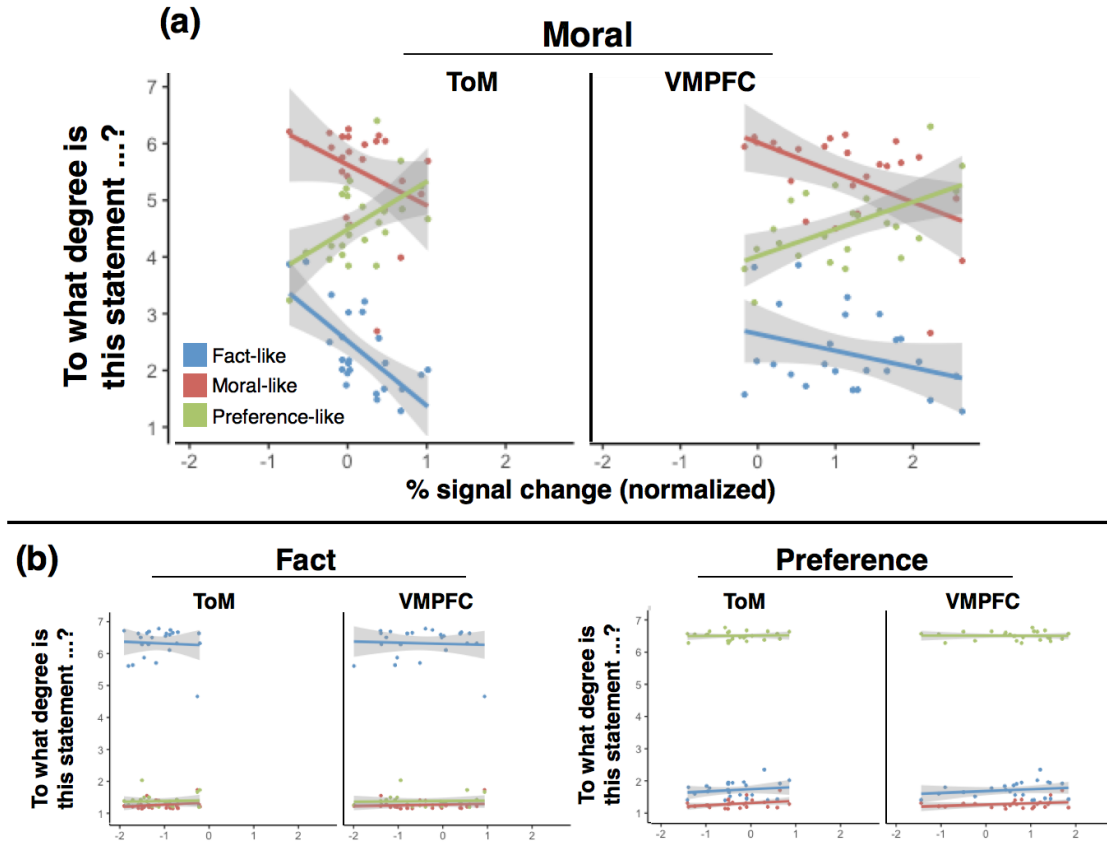 (a)
Moral
ToM
VMPFC
To what degree is
this statement ...?
7
6
5
4
3
2
1
Fact-like
Moral-like
Preference-like
-2 -1 0 1 2
-2 -1 0 1 2
% signal change (normalized)
(b)
Fact
Preference
ToM
VMPFC
ToM
VMPFC
To what degree is
this statement ...?
7
6
5
4
3
2
1
-2 -1 0 1 2
-2 -1 0 1 2
To what degree is
this statement ...?
7
6
5
4
3
2
1
-2 -1 0 1 2
-2 -1 0 1 2